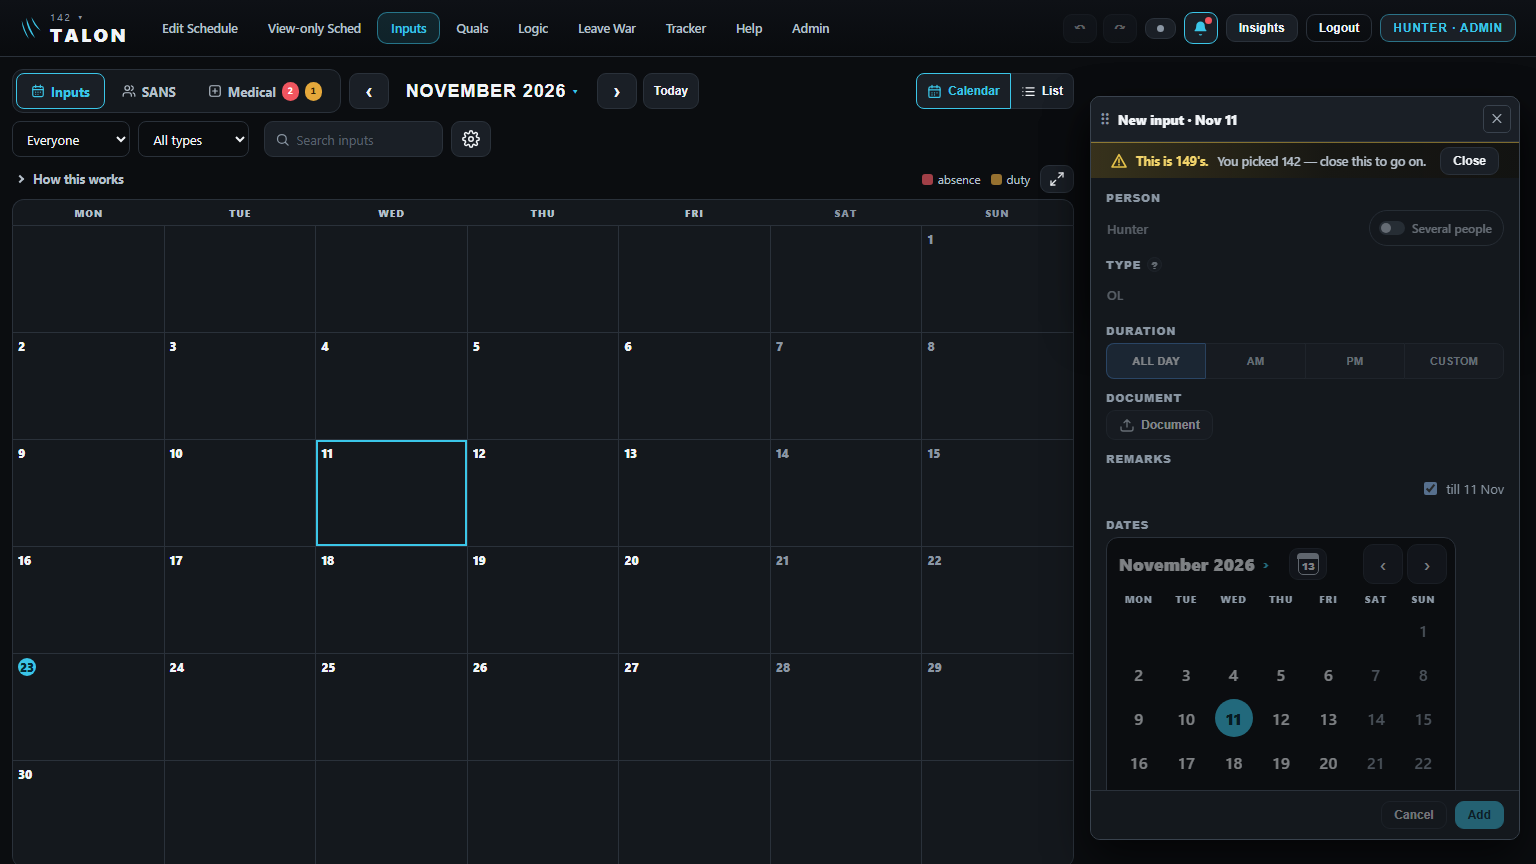 142
TALON
Edit Schedule
View-only Sched
Inputs
Quals
Logic
Leave War
Tracker
Help
Admin
Insights
Logout
HUNTER · ADMIN
Inputs
SANS
Medical 2 1
NOVEMBER 2026
Today
Calendar
List
Everyone
All types
Search inputs
How this works
absence
duty
MON TUE WED THU FRI SAT SUN
1
2 3 4 5 6 7 8
9 10 11 12 13 14 15
16 17 18 19 20 21 22
23 24 25 26 27 28 29
30
New input · Nov 11
This is 149's. You picked 142 — close this to go on.
Close
PERSON
Hunter
Several people
TYPE ?
OL
DURATION
ALL DAY AM PM CUSTOM
DOCUMENT
Document
REMARKS
till 11 Nov
DATES
November 2026
13
MON TUE WED THU FRI SAT SUN
1
2 3 4 5 6 7 8
9 10 11 12 13 14 15
16 17 18 19 20 21 22
Cancel
Add